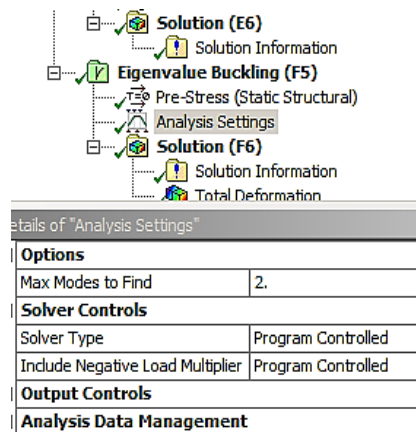 Solution (E6)
Solution Information
Eigenvalue Buckling (F5)
Pre-Stress (Static Structural)
Analysis Settings
Solution (F6)
Solution Information
Total Deformation
etails of "Analysis Settings"
Options
Max Modes to Find 2.
Solver Controls
Solver Type Program Controlled
Include Negative Load Multiplier Program Controlled
Output Controls
Analysis Data Management